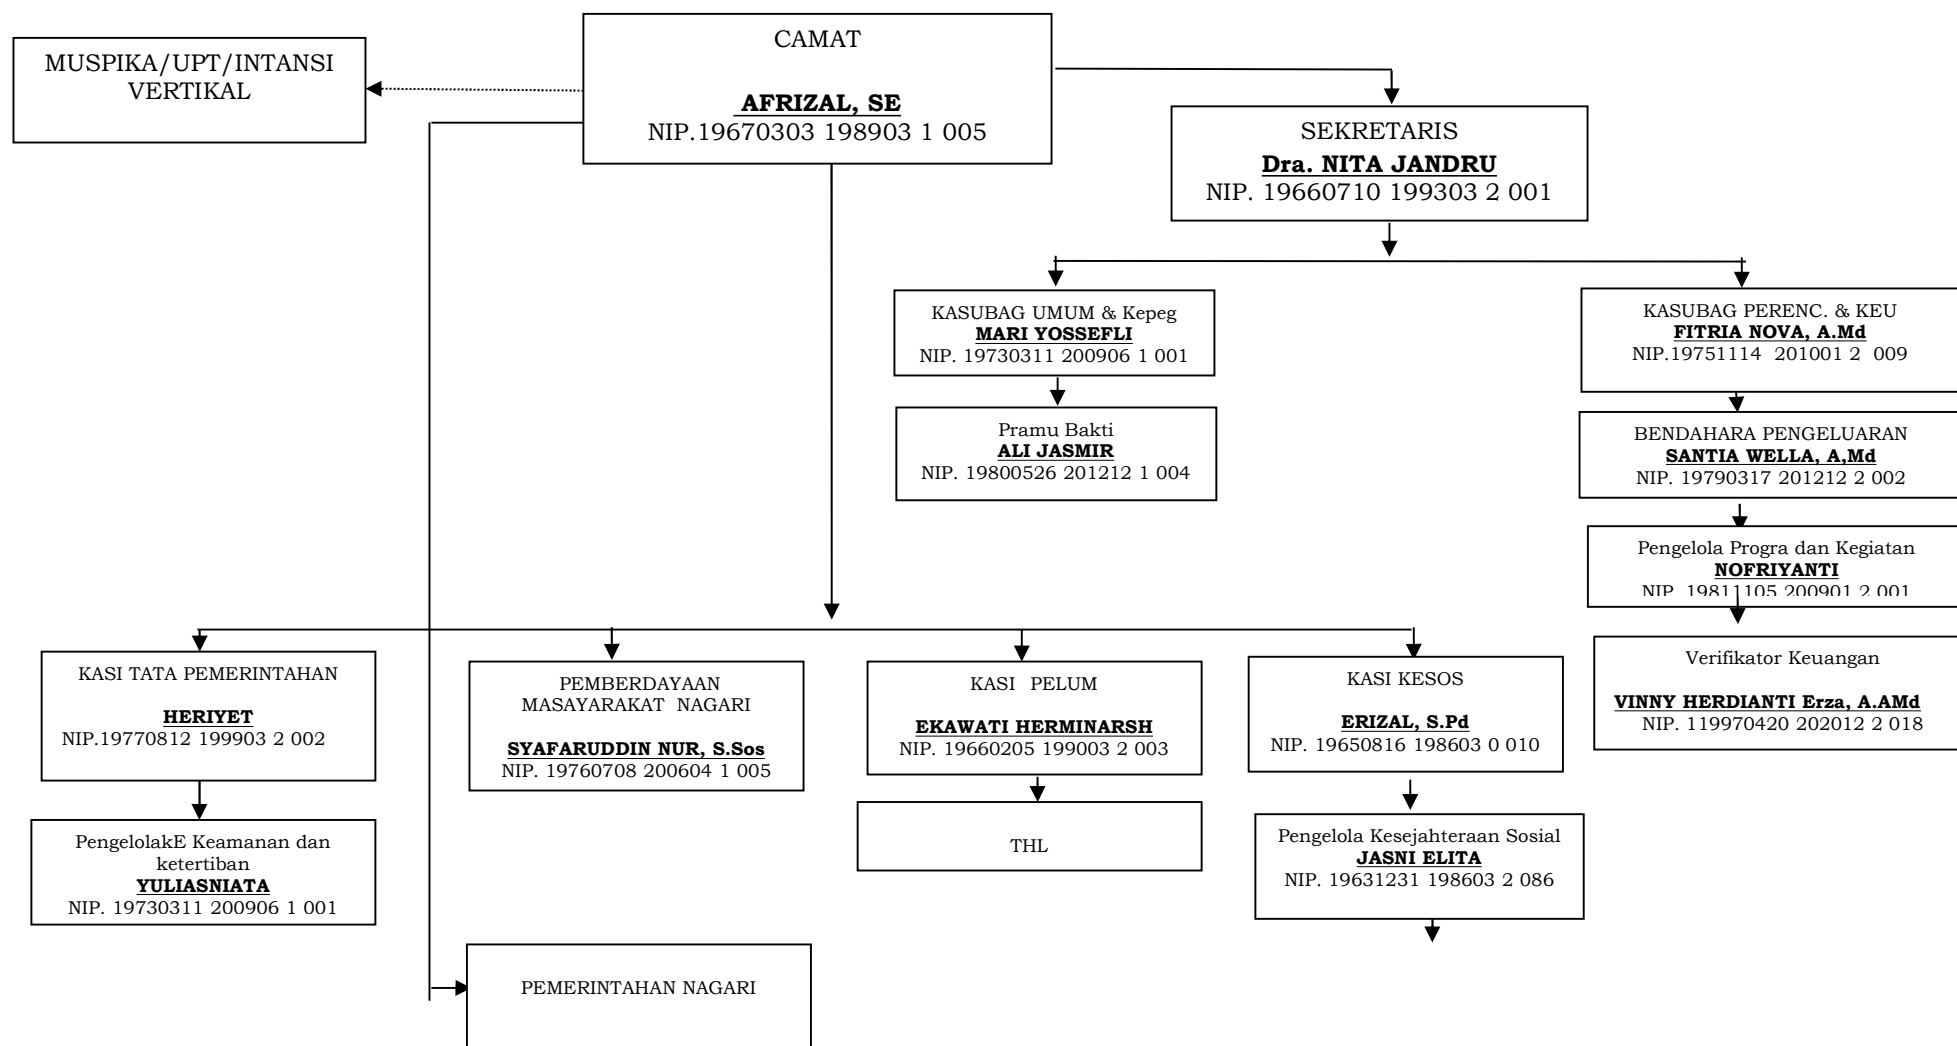 CAMAT
AFRIZAL, SE
NIP.19670303 198903 1 005
MUSPIKA/UPT/INTANSI
VERTIKAL
SEKRETARIS
Dra. NITA JANDRU
NIP. 19660710 199303 2 001
KASUBAG UMUM & Kepeg
MARI YOSSEFLI
NIP. 19730311 200906 1 001
KASUBAG PERENC. & KEU
FITRIA NOVA, A.Md
NIP.19751114 201001 2 009
Pramu Bakti
ALI JASMIR
NIP. 19800526 201212 1 004
BENDAHARA PENGELUARAN
SANTIA WELLA, A,Md
NIP. 19790317 201212 2 002
Pengelola Progra dan Kegiatan
NOFRIYANTI
NIP. 19811105 200901 2 001
Verifikator Keuangan
VINNY HERDIANTI Erza, A.AMd
NIP. 119970420 202012 2 018
KASI TATA PEMERINTAHAN
HERIYET
NIP.19770812 199903 2 002
PEMBERDAYAAN
MASAYARAKAT NAGARI
SYAFARUDDIN NUR, S.Sos
NIP. 19760708 200604 1 005
KASI PELUM
EKAWATI HERMINARSH
NIP. 19660205 199003 2 003
KASI KESOS
ERIZAL, S.Pd
NIP. 19650816 198603 0 010
PengelolakE Keamanan dan
ketertiban
YULIASNIATA
NIP. 19730311 200906 1 001
THL
Pengelola Kesejahteraan Sosial
JASNI ELITA
NIP. 19631231 198603 2 086
PEMERINTAHAN NAGARI